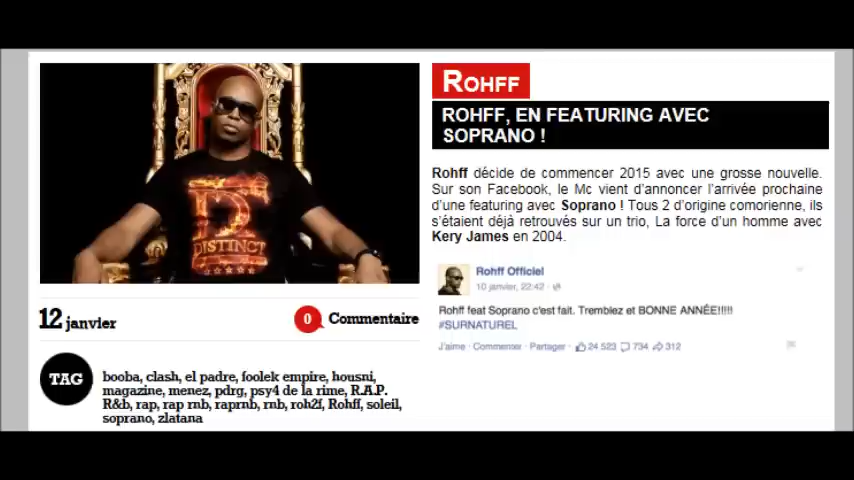 DISTINCT
12 janvier
0 Commentaire
TAG
booba, clash, el padre, foolek empire, housni,
magazine, menez, pdrg, psy4 de la rime, R.A.P.
R&b, rap, rap rnb, raprnb, rnb, roh2f, Rohff, soleil,
soprano, zlatana
ROHFF
ROHFF, EN FEATURING AVEC
SOPRANO !
Rohff décide de commencer 2015 avec une grosse nouvelle.
Sur son Facebook, le Mc vient d'annoncer l'arrivée prochaine
d'une featuring avec Soprano ! Tous 2 d'origine comorienne, ils
s'étaient déjà retrouvés sur un trio, La force d'un homme avec
Kery James en 2004.
Rohff Officiel
10 janvier, 22:42
Rohff feat Soprano c'est fait. Tremblez et BONNE ANNÉE!!!!!
#SURNATUREL
J'aime · Commenter · Partager · 24 523 734 312